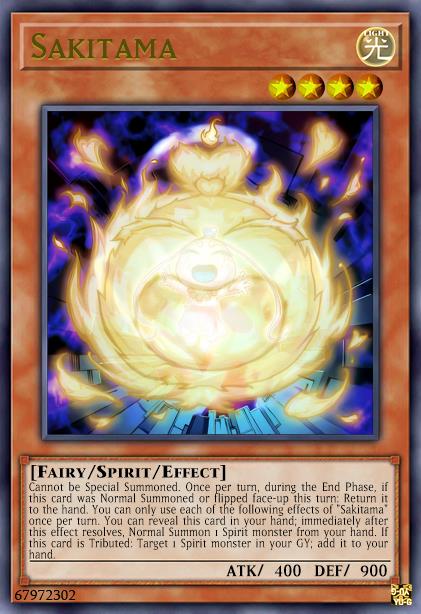 SAKITAMA
LIGHT
光
[FAIRY/SPIRIT/EFFECT]
Cannot be Special Summoned. Once per turn, during the End Phase, if
this card was Normal Summoned or flipped face-up this turn: Return it
to the hand. You can only use each of the following effects of "Sakitama"
once per turn. You can reveal this card in your hand; immediately after
this effect resolves, Normal Summon 1 Spirit monster from your hand. If
this card is Tributed: Target 1 Spirit monster in your GY; add it to your
hand.
ATK/ 400 DEF/ 900
67972302